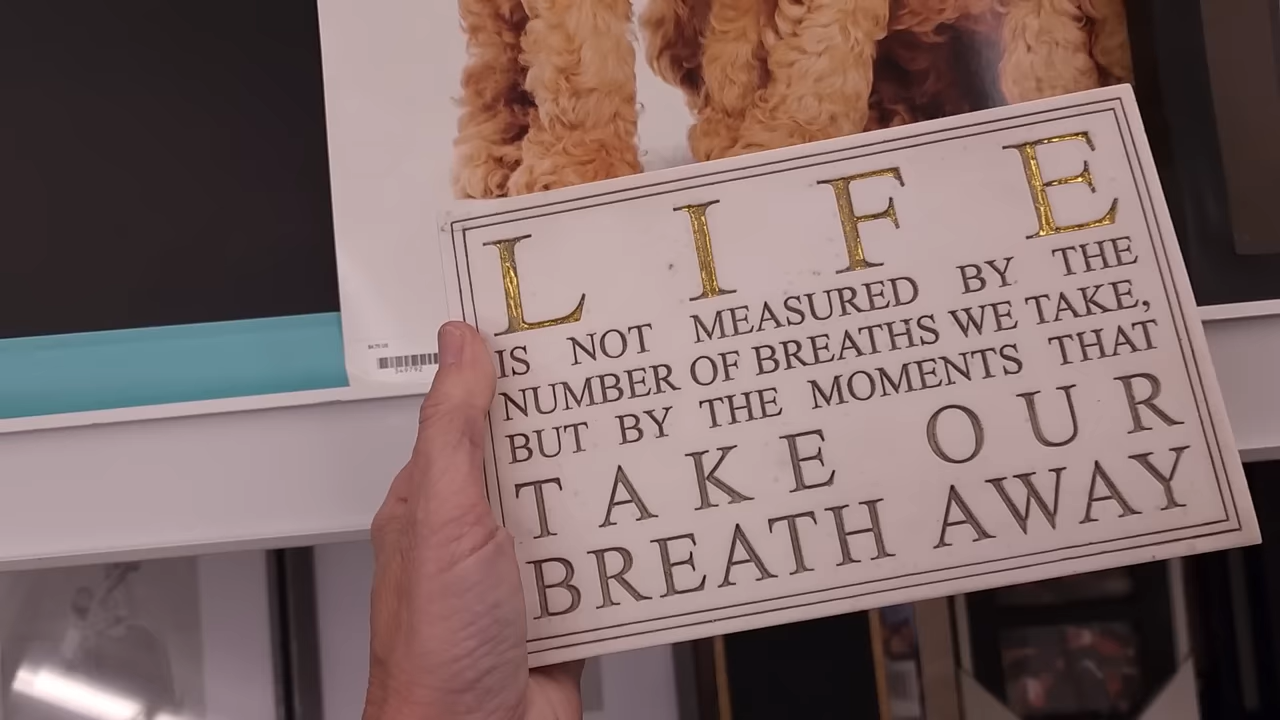 L I F E
IS NOT MEASURED BY THE
NUMBER OF BREATHS WE TAKE,
BUT BY THE MOMENTS THAT
TAKE OUR
BREATH AWAY